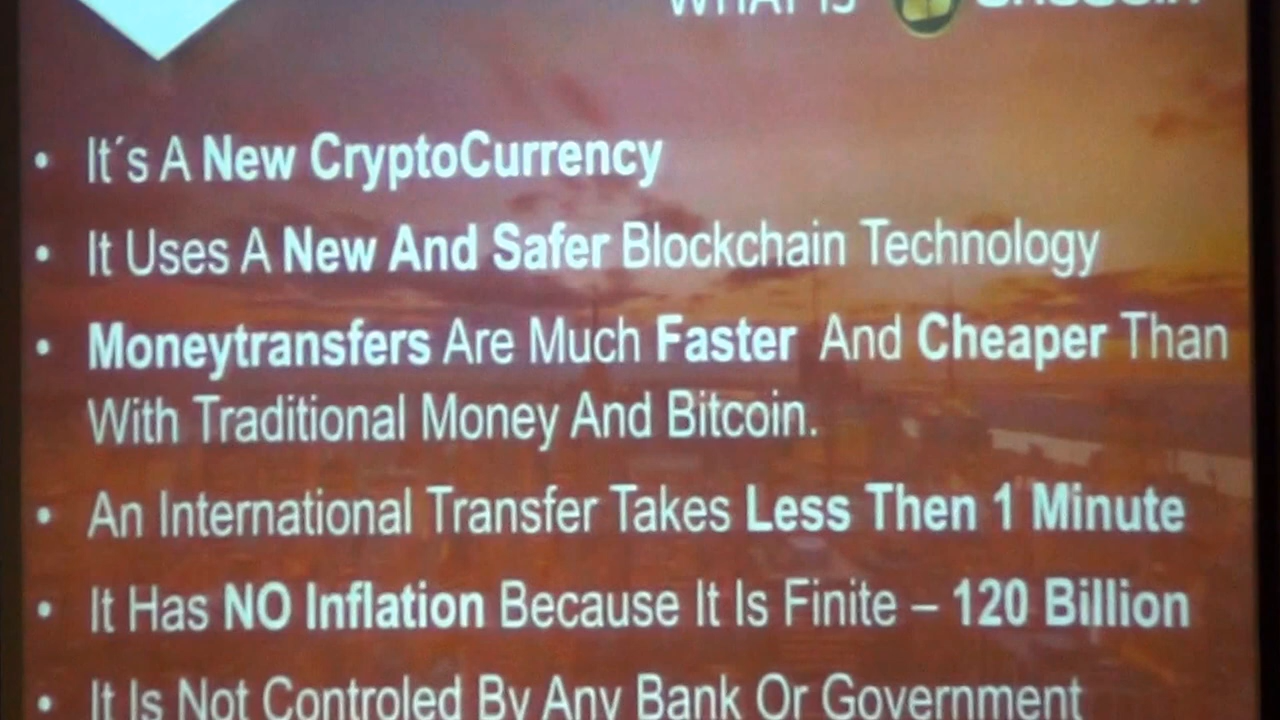 WHAT IS
• It´s A New CryptoCurrency
• It Uses A New And Safer Blockchain Technology
• Moneytransfers Are Much Faster And Cheaper Than
With Traditional Money And Bitcoin.
• An International Transfer Takes Less Then 1 Minute
• It Has NO Inflation Because It Is Finite – 120 Billion
• It Is Not Controled By Any Bank Or Government